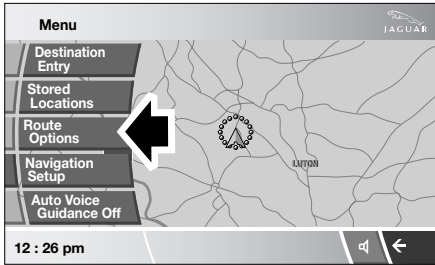 Menu
JAGUAR
Destination
Entry
Stored
Locations
Route
Options
LUTON
Navigation
Setup
Auto Voice
Guidance Off
12 : 26 pm